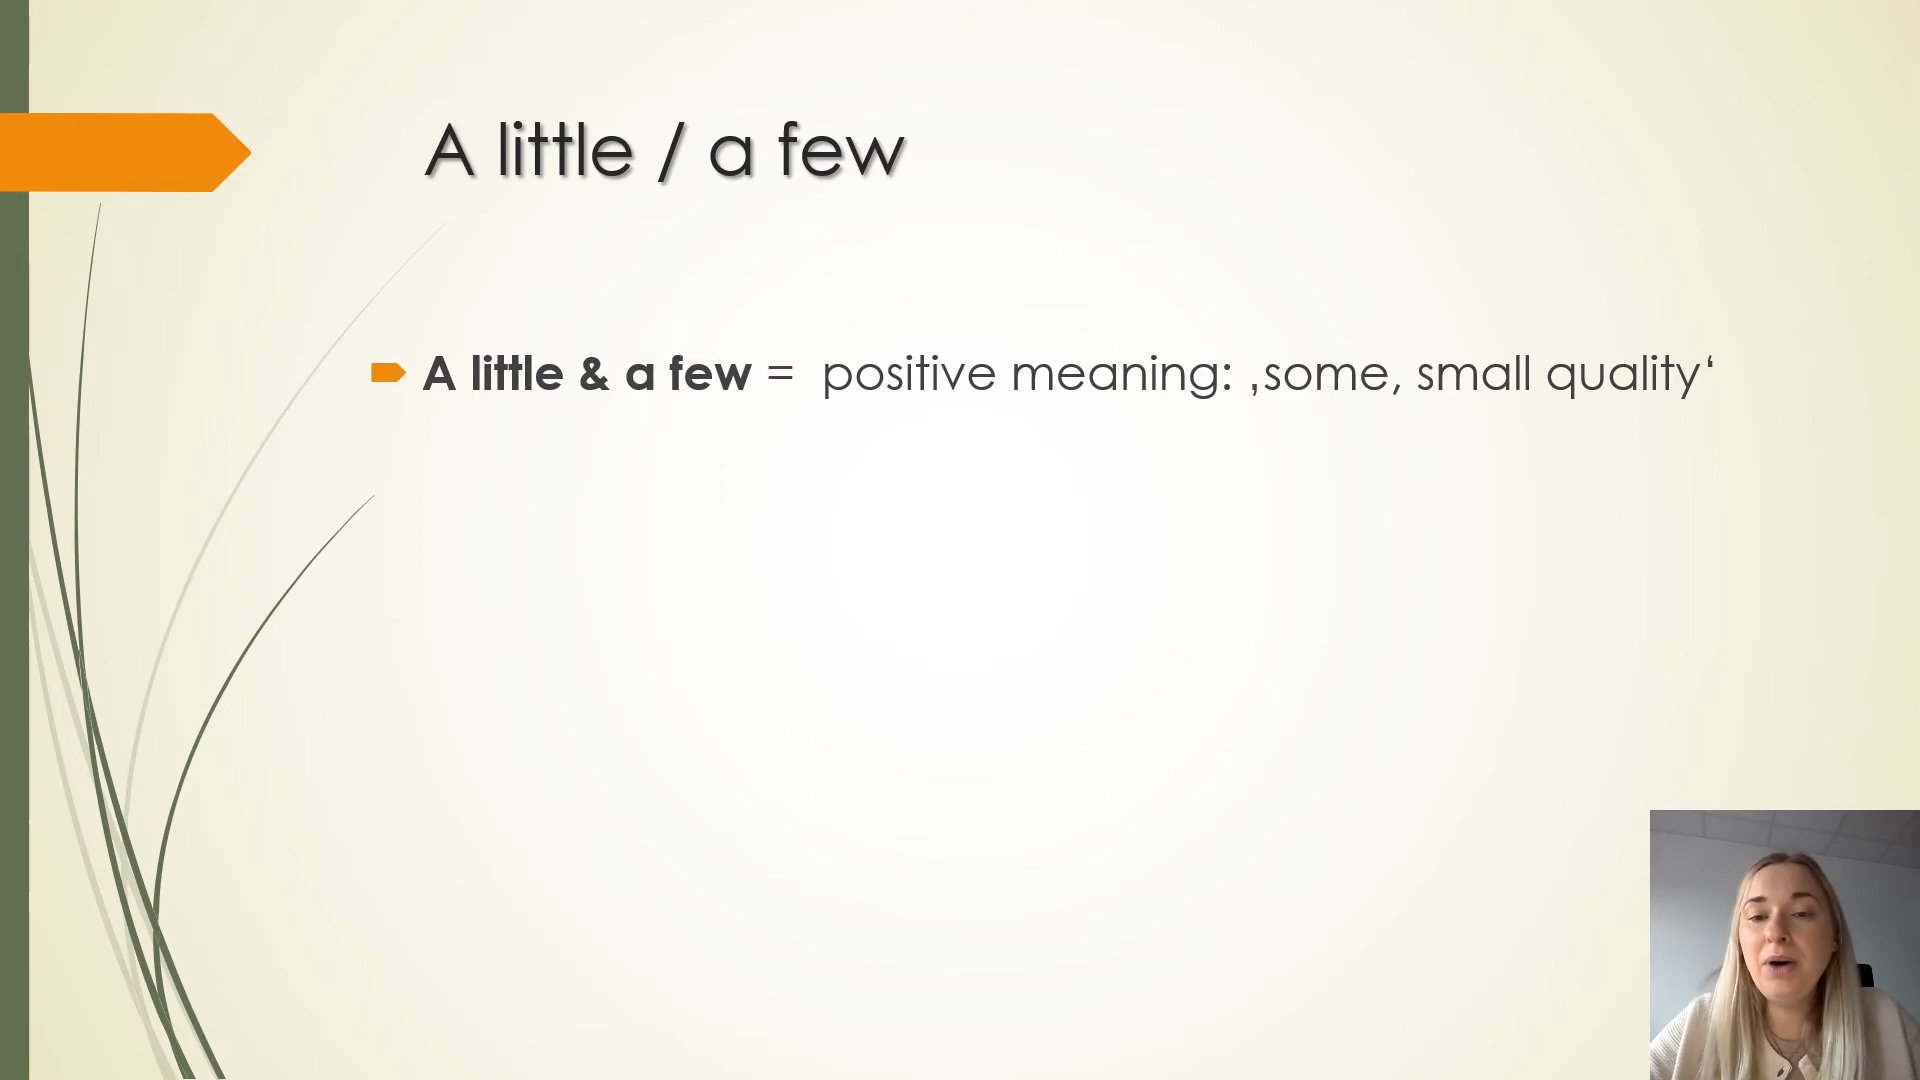 A little / a few
A little & a few = positive meaning: ‚some, small quality‘